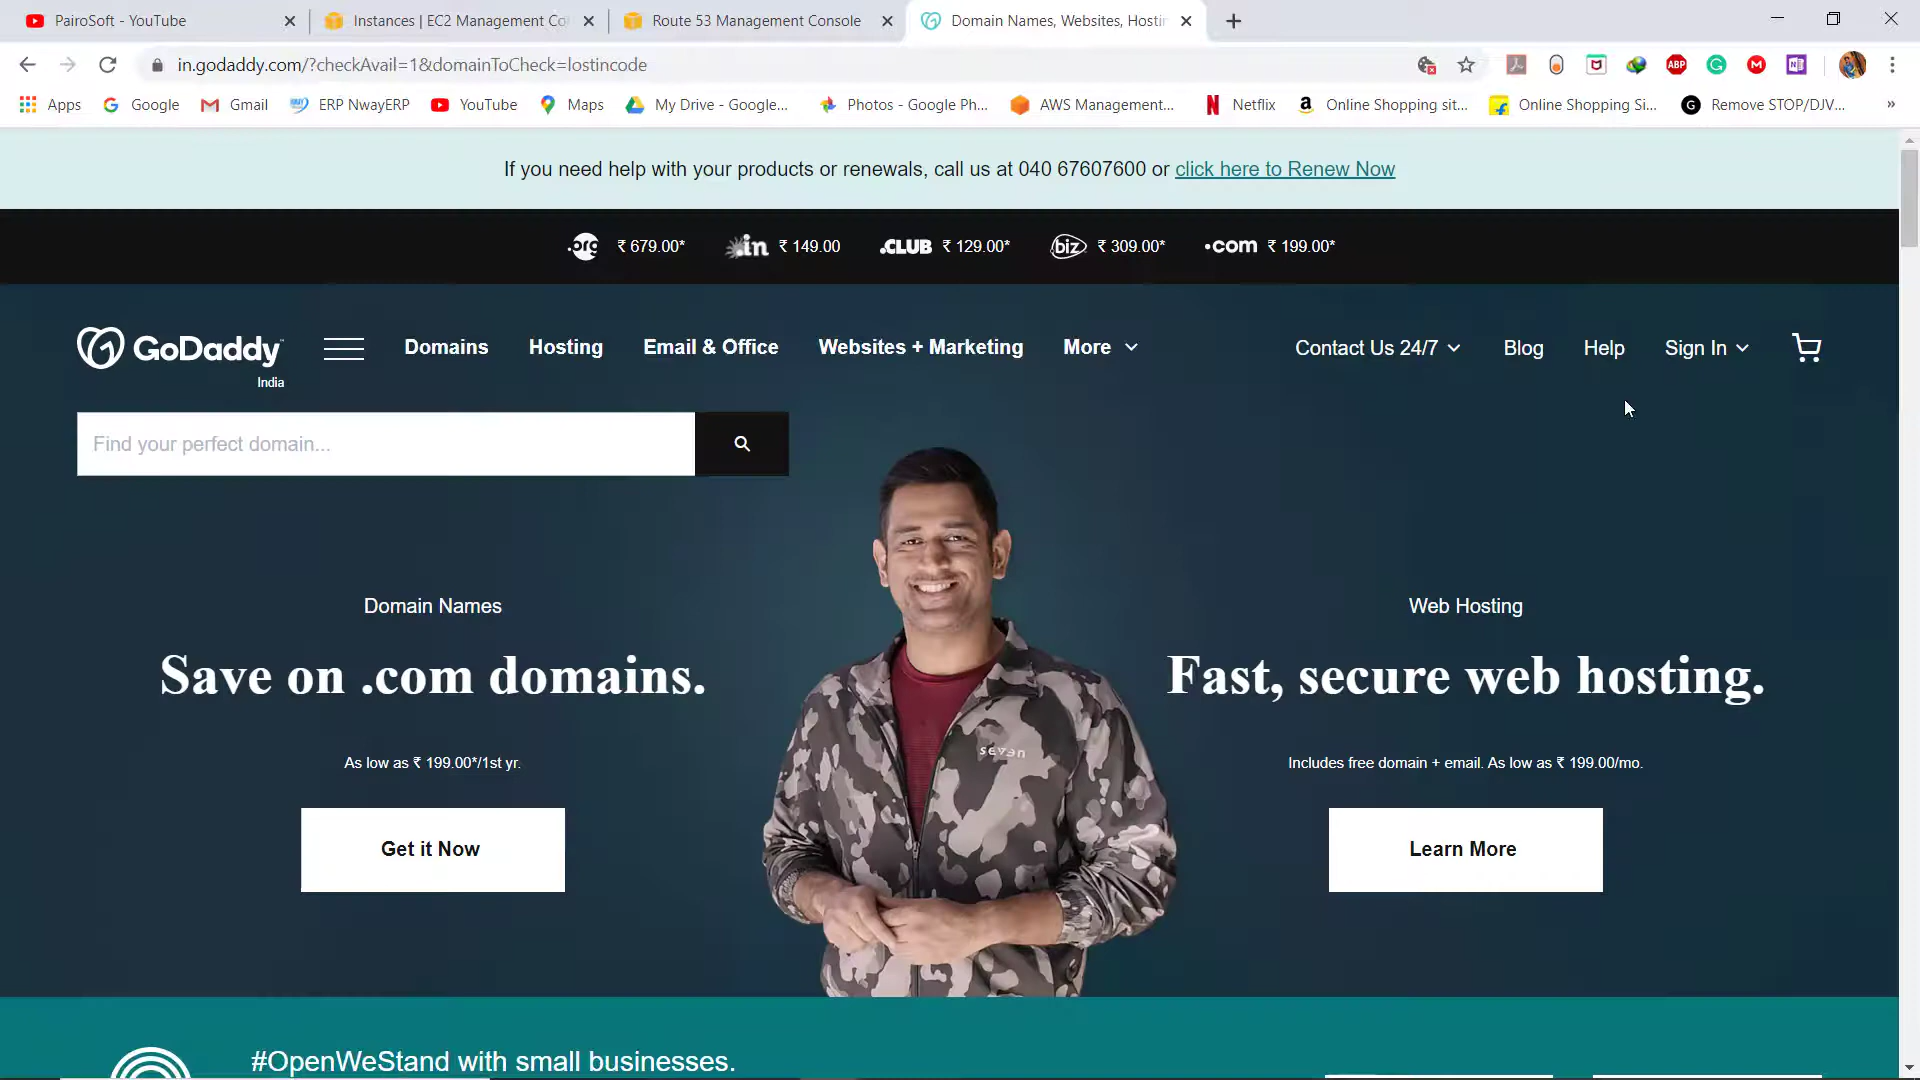 PairoSoft - YouTube
Instances | EC2 Management Co
Route 53 Management Console
Domain Names, Websites, Hostin
in.godaddy.com/?checkAvail=1&domainToCheck=lostincode
ABP
Apps
Google
Gmail
ERP NwayERP
YouTube
Maps
My Drive - Google...
Photos - Google Ph...
AWS Management...
Netflix
Online Shopping sit...
Online Shopping Si...
Remove STOP/DJV...
If you need help with your products or renewals, call us at 040 67607600 or click here to Renew Now
.org ₹ 679.00* .in ₹ 149.00 .CLUB ₹ 129.00* biz ₹ 309.00* .com ₹ 199.00*
GoDaddy
India
Domains
Hosting
Email & Office
Websites + Marketing
More
Contact Us 24/7
Blog
Help
Sign In
Find your perfect domain...
Domain Names
Save on .com domains.
As low as ₹ 199.00*/1st yr.
Get it Now
seven
Web Hosting
Fast, secure web hosting.
Includes free domain + email. As low as ₹ 199.00/mo.
Learn More
#OpenWeStand with small businesses.